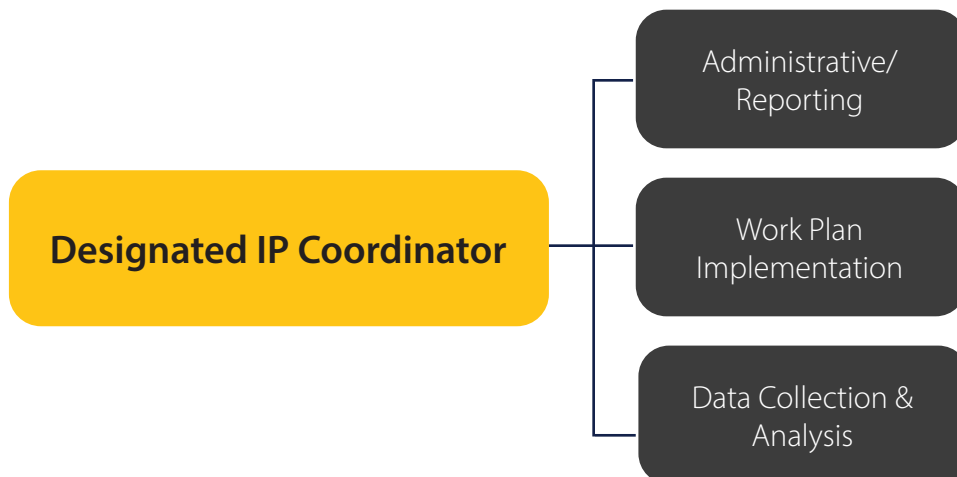 Administrative/
Reporting
Designated IP Coordinator
Work Plan
Implementation
Data Collection &
Analysis